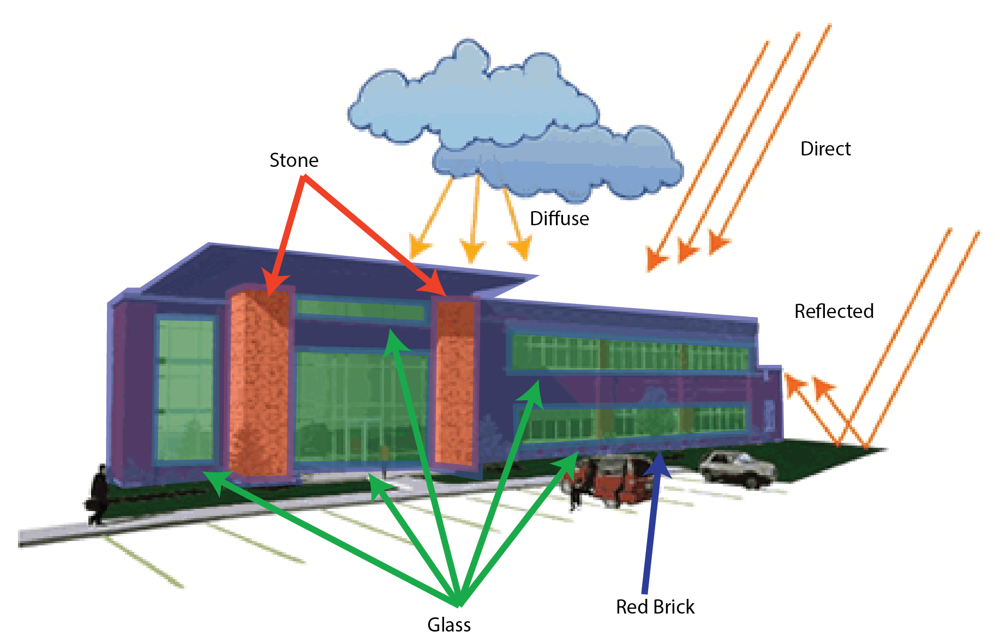 Direct
Stone
Diffuse
Reflected
Red Brick
Glass